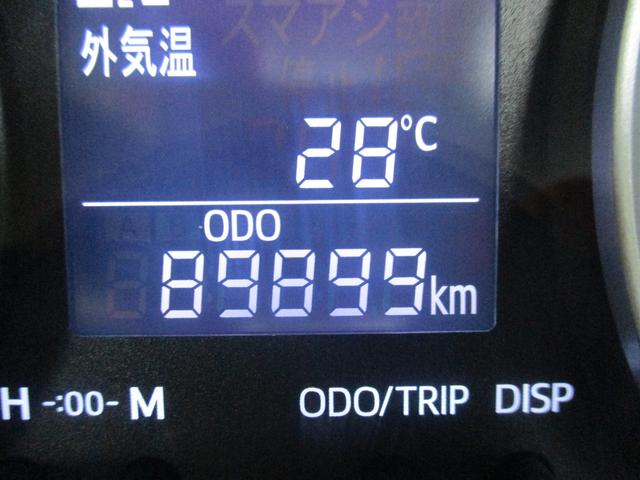 外気温
28°C
ODO
89899km
H -:00- M ODO/TRIP DISP